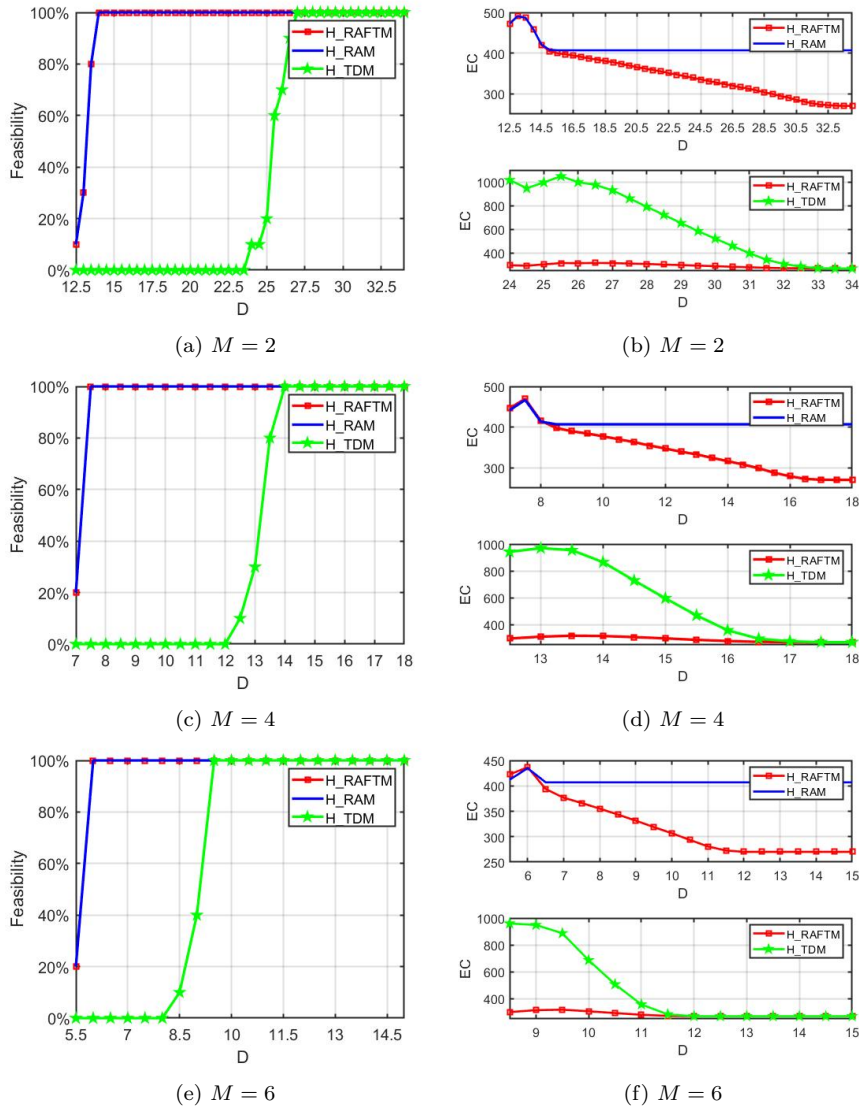 100%
80%
60%
40%
20%
0%
Feasibility
H_RAFTM
H_RAM
H_TDM
12.5 15 17.5 20 22.5 25 27.5 30 32.5
D
(a) M = 2
500
400
300
EC
H_RAFTM
H_RAM
12.5 14.5 16.5 18.5 20.5 22.5 24.5 26.5 28.5 30.5 32.5
D
1000
800
600
400
EC
H_RAFTM
H_TDM
24 25 26 27 28 29 30 31 32 33 34
D
(b) M = 2
100%
80%
60%
40%
20%
0%
Feasibility
H_RAFTM
H_RAM
H_TDM
7 8 9 10 11 12 13 14 15 16 17 18
D
(c) M = 4
500
400
300
EC
H_RAFTM
H_RAM
8 10 12 14 16 18
D
1000
800
600
400
EC
H_RAFTM
H_TDM
13 14 15 16 17 18
D
(d) M = 4
100%
80%
60%
40%
20%
0%
Feasibility
H_RAFTM
H_RAM
H_TDM
5.5 7 8.5 10 11.5 13 14.5
D
(e) M = 6
450
400
350
300
250
EC
H_RAFTM
H_RAM
6 7 8 9 10 11 12 13 14 15
D
1000
800
600
400
EC
H_RAFTM
H_TDM
9 10 11 12 13 14 15
D
(f) M = 6